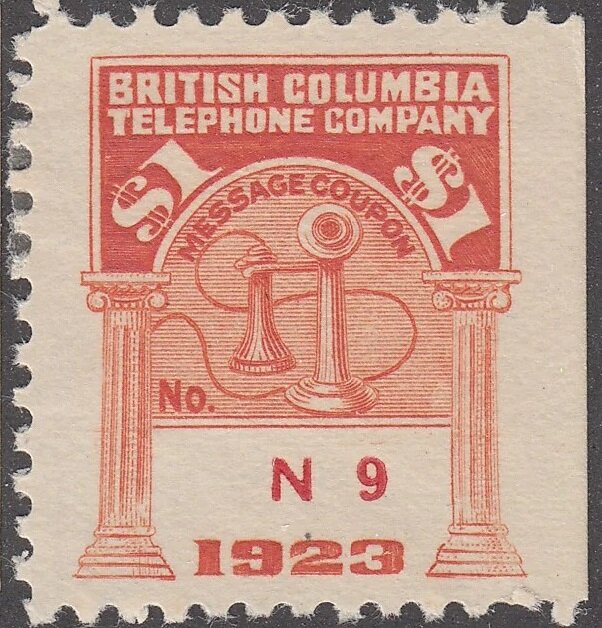 BRITISH COLUMBIA
TELEPHONE COMPANY
$1 $1
MESSAGE COUPON
No.
N 9
1923